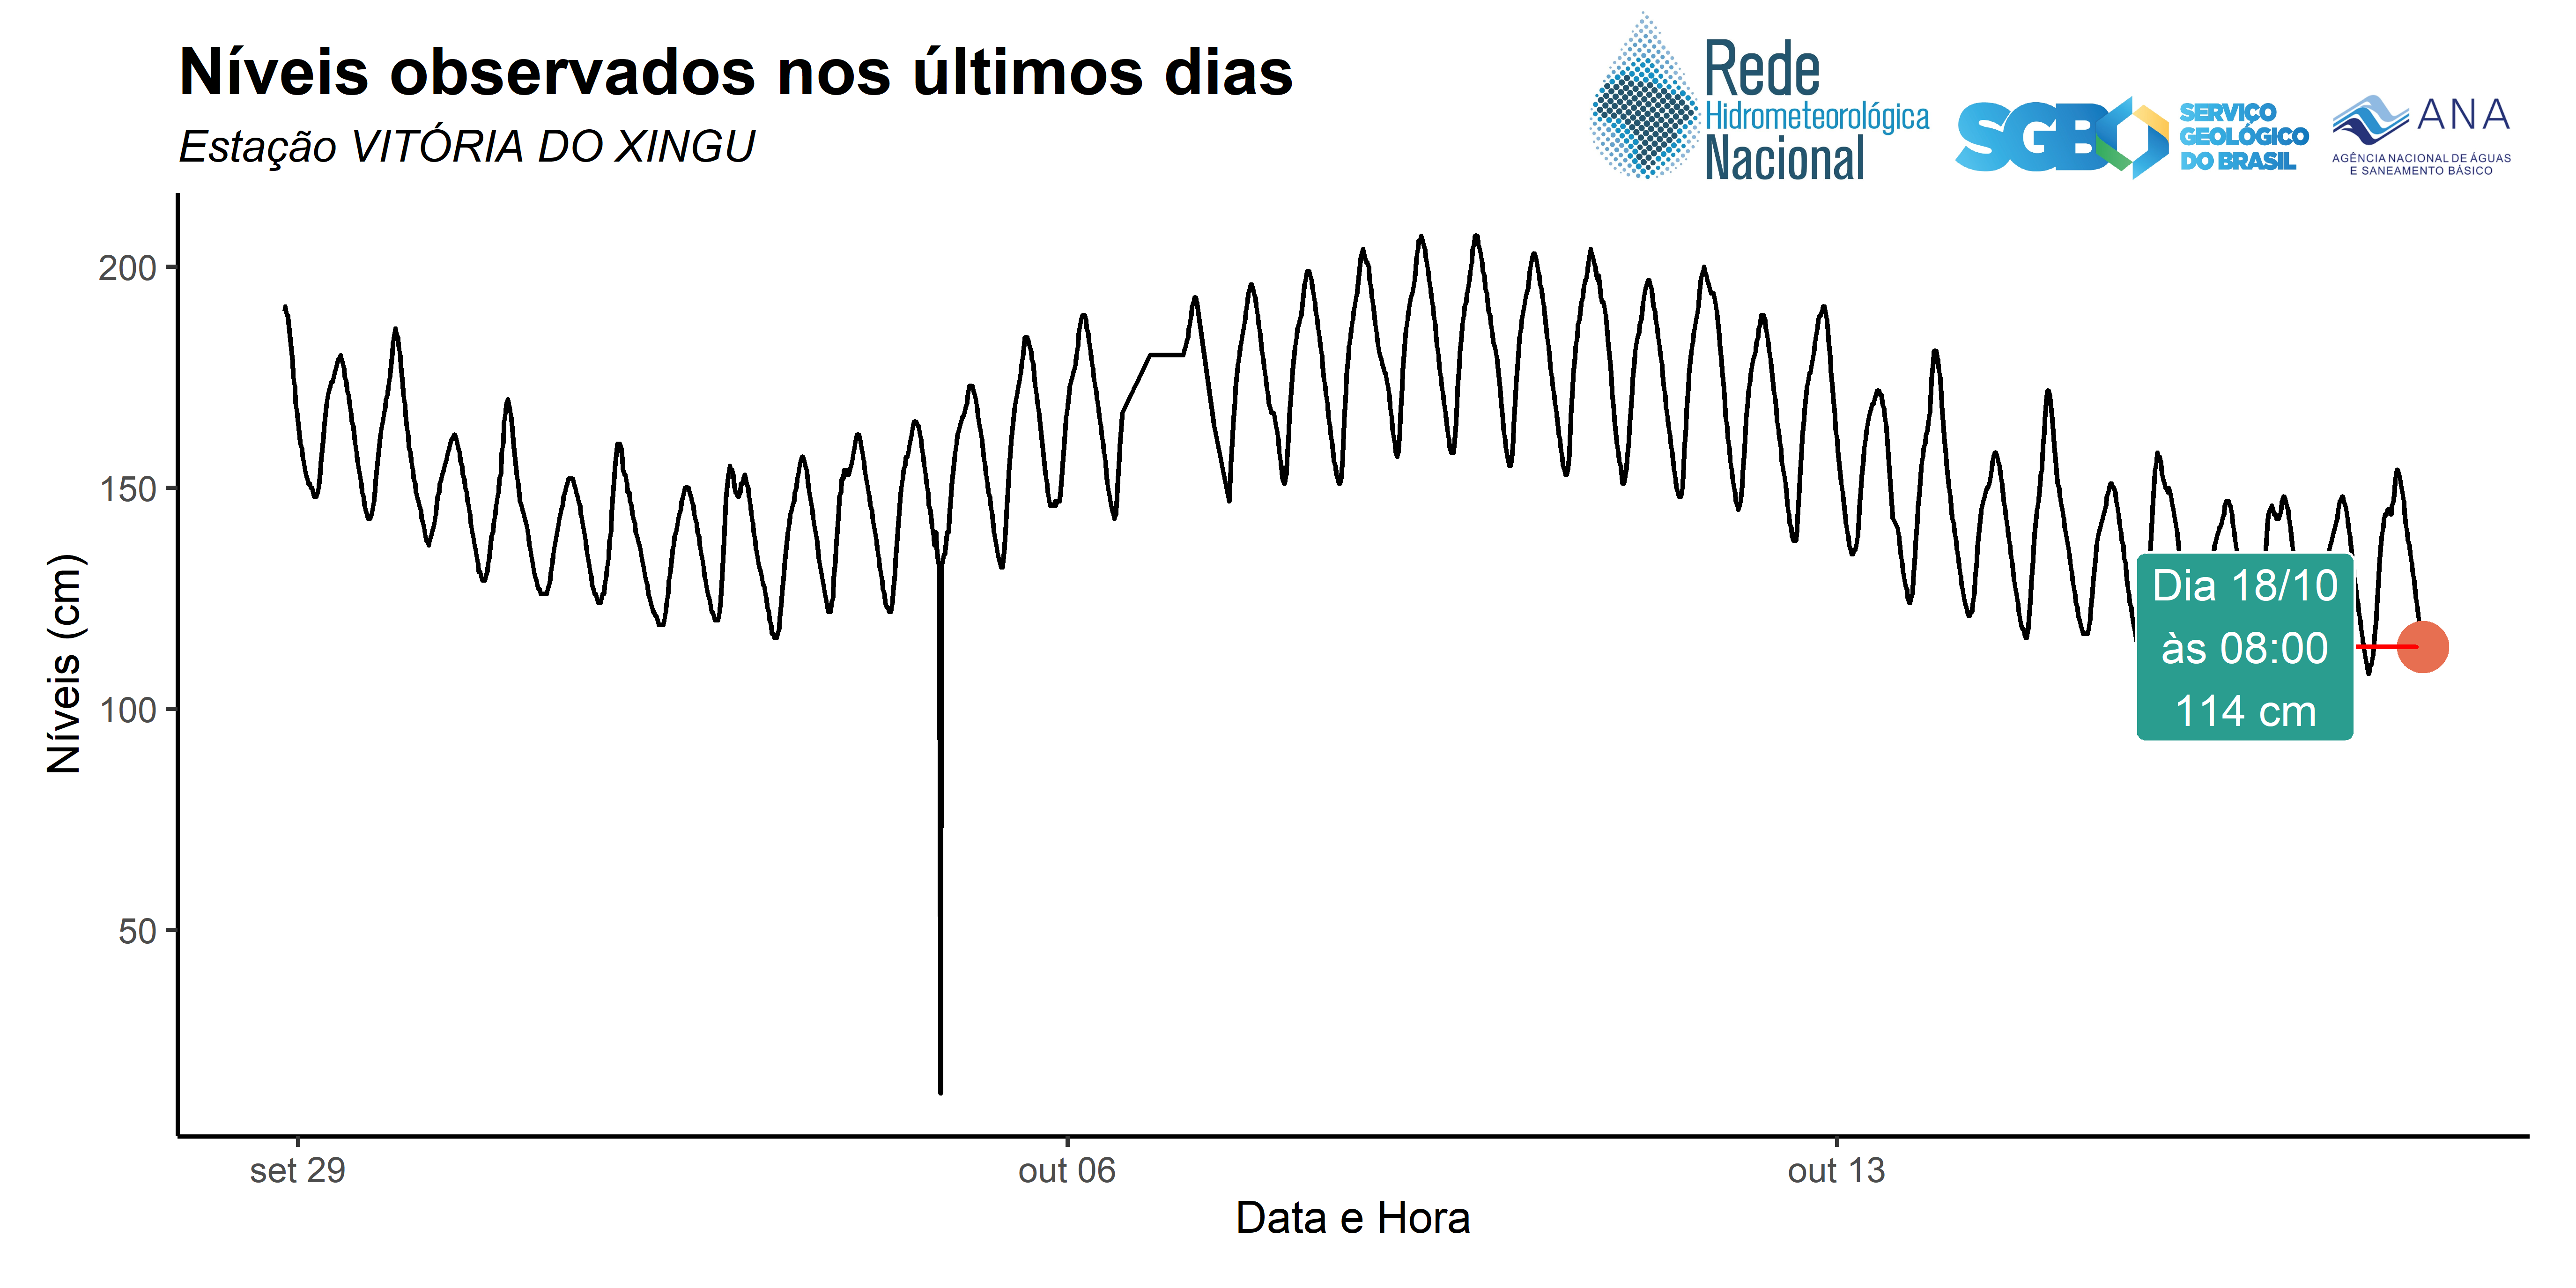 Níveis observados nos últimos dias
Estação VITÓRIA DO XINGU
Rede
Hidrometeorológica
Nacional
SGB
SERVIÇO
GEOLÓGICO
DO BRASIL
ANA
AGÊNCIA NACIONAL DE ÁGUAS
E SANEAMENTO BÁSICO
Níveis (cm)
200
150
100
50
Dia 18/10
às 08:00
114 cm
set 29
out 06
out 13
Data e Hora